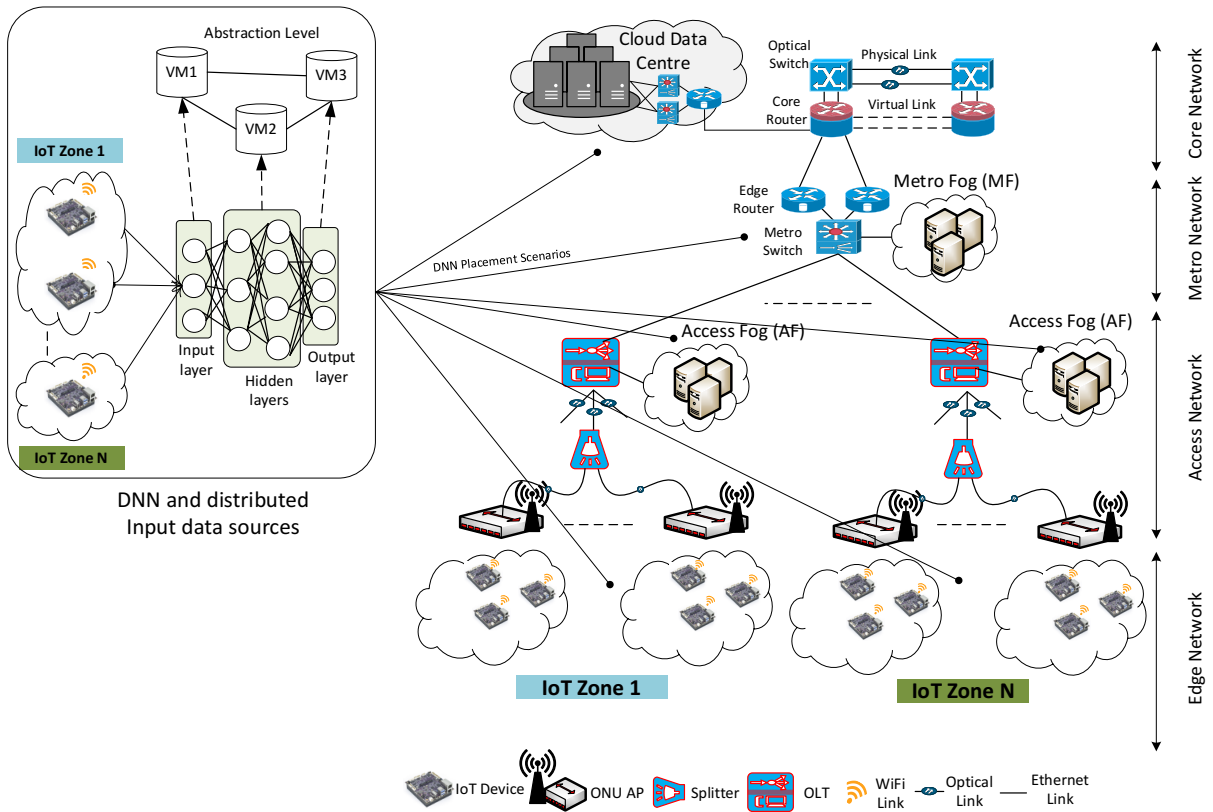 Abstraction Level
VM1
VM3
VM2
IoT Zone 1
Input
layer
Hidden
layers
Output
layer
IoT Zone N
DNN and distributed
Input data sources
DNN Placement Scenarios
Cloud Data
Centre
Optical
Switch
Physical Link
Core
Router
Virtual Link
Core Network
Edge
Router
Metro Fog (MF)
Metro
Switch
Metro Network
Access Fog (AF)
Access Fog (AF)
Access Network
Edge Network
IoT Zone 1
IoT Zone N
IoT Device
ONU AP
Splitter
OLT
WiFi
Link
Optical
Link
Ethernet
Link